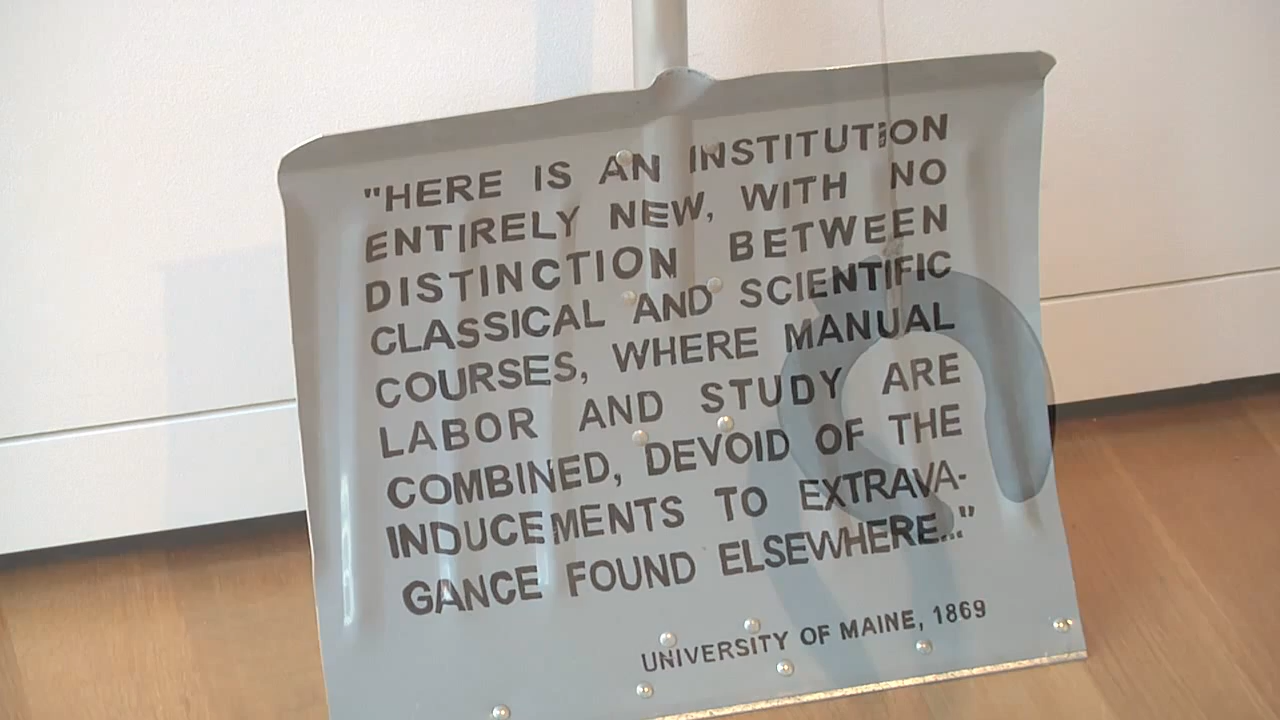 "HERE IS AN INSTITUTION
ENTIRELY NEW, WITH NO
DISTINCTION BETWEEN
CLASSICAL AND SCIENTIFIC
COURSES, WHERE MANUAL
LABOR AND STUDY ARE
COMBINED, DEVOID OF THE
INDUCEMENTS TO EXTRAVA-
GANCE FOUND ELSEWHERE..."
UNIVERSITY OF MAINE, 1869